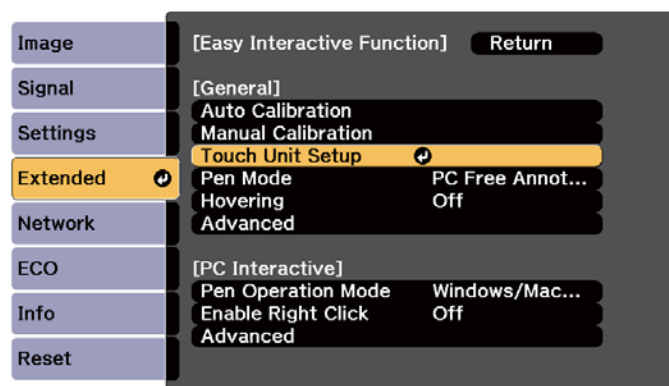 Image
Signal
Settings
Extended
Network
ECO
Info
Reset
[Easy Interactive Function] Return
[General]
Auto Calibration
Manual Calibration
Touch Unit Setup
Pen Mode PC Free Annot...
Hovering Off
Advanced
[PC Interactive]
Pen Operation Mode Windows/Mac...
Enable Right Click Off
Advanced